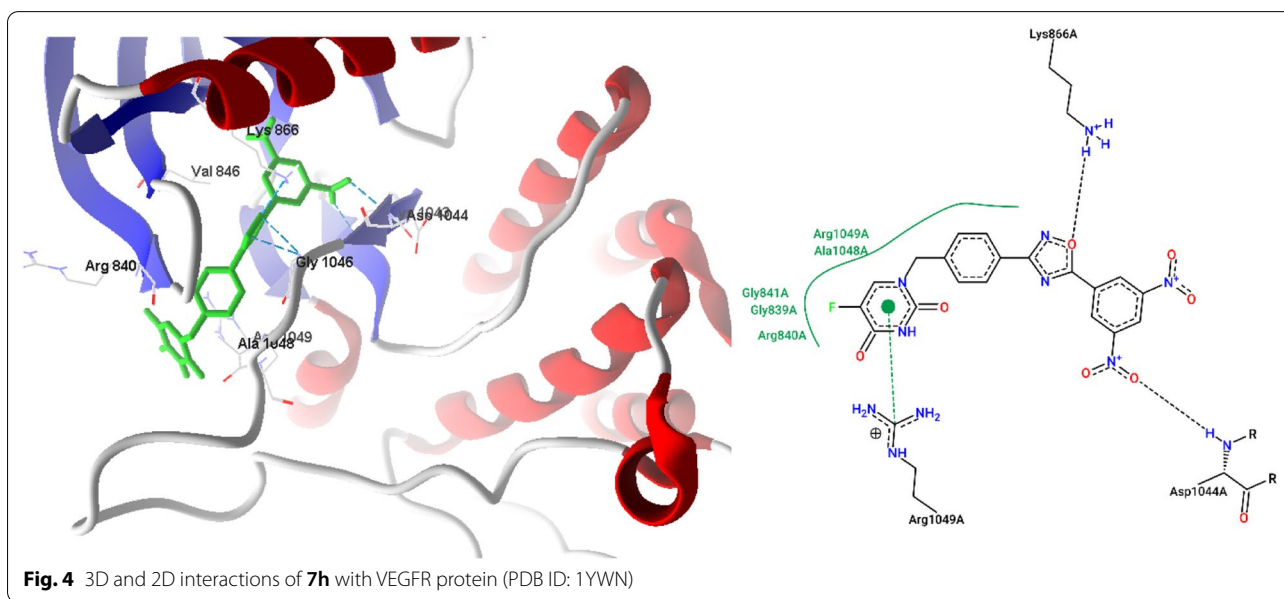 Lys 866
Val 846
Asp 1044
Arg 840
Gly 1046
1049
Ala 1048
Lys866A
H
N+
H
H
Arg1049A
Ala1048A
Gly841A
Gly839A
Arg840A
F
N
O
NH
O
N
O
N
O
N+
O
N+
O
O
H2N
NH2
⊕
NH
Arg1049A
H
N
R
Asp1044A
R
O
Fig. 4 3D and 2D interactions of 7h with VEGFR protein (PDB ID: 1YWN)